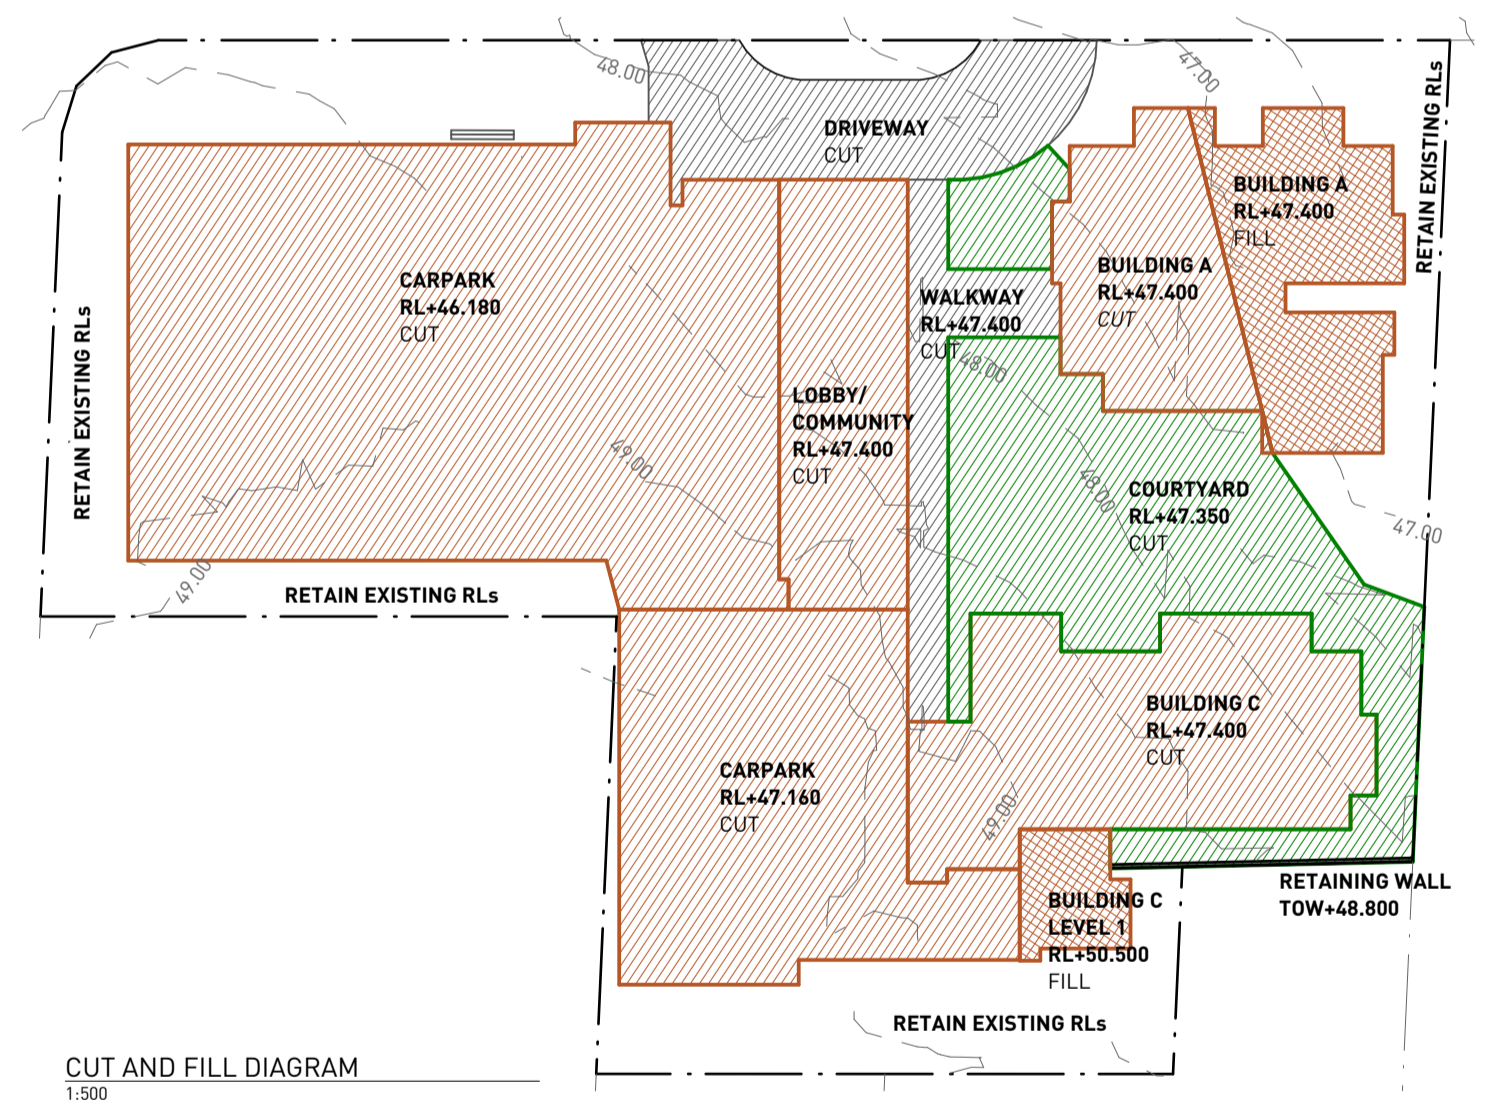 48.00
47.00
DRIVEWAY
CUT
RETAIN EXISTING RLs
BUILDING A
RL+47.400
FILL
CARPARK
RL+46.180
CUT
BUILDING A
RL+47.400
CUT
WALKWAY
RL+47.400
CUT
48.00
RETAIN EXISTING RLs
LOBBY/
COMMUNITY
RL+47.400
CUT
49.00
48.00
COURTYARD
RL+47.350
CUT
47.00
49.00
RETAIN EXISTING RLs
BUILDING C
RL+47.400
CUT
CARPARK
RL+47.160
CUT
49.00
RETAINING WALL
TOW+48.800
BUILDING C
LEVEL 1
RL+50.500
FILL
RETAIN EXISTING RLs
CUT AND FILL DIAGRAM
1:500